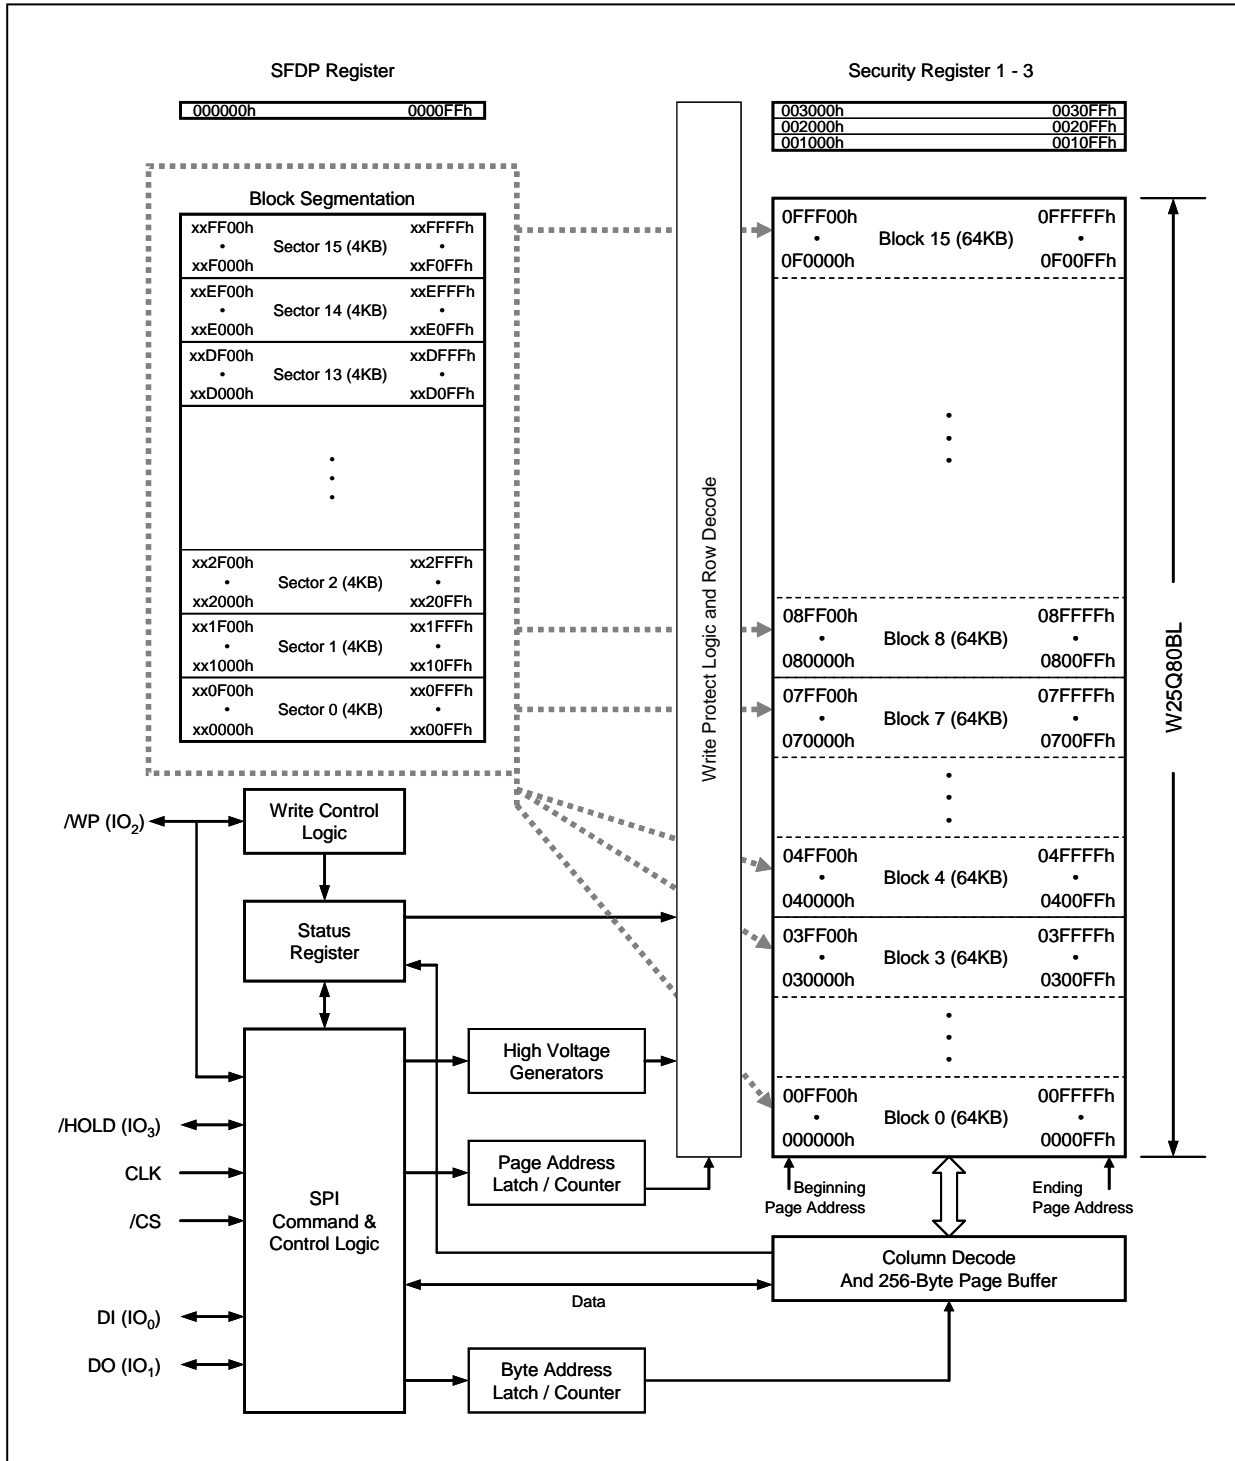 SFDP Register
000000h 0000FFh
Security Register 1 - 3
003000h 0030FFh
002000h 0020FFh
001000h 0010FFh
Block Segmentation
xxFF00h xxFFFFh
• Sector 15 (4KB) •
xxF000h xxF0FFh
xxEF00h xxEFFFh
• Sector 14 (4KB) •
xxE000h xxE0FFh
xxDF00h xxDFFFh
• Sector 13 (4KB) •
xxD000h xxD0FFh
xx2F00h xx2FFFh
• Sector 2 (4KB) •
xx2000h xx20FFh
xx1F00h xx1FFFh
• Sector 1 (4KB) •
xx1000h xx10FFh
xx0F00h xx0FFFh
• Sector 0 (4KB) •
xx0000h xx00FFh
Write Protect Logic and Row Decode
0FFF00h 0FFFFFh
• Block 15 (64KB) •
0F0000h 0F00FFh
08FF00h 08FFFFh
• Block 8 (64KB) •
080000h 0800FFh
07FF00h 07FFFFh
• Block 7 (64KB) •
070000h 0700FFh
04FF00h 04FFFFh
• Block 4 (64KB) •
040000h 0400FFh
03FF00h 03FFFFh
• Block 3 (64KB) •
030000h 0300FFh
00FF00h 00FFFFh
• Block 0 (64KB) •
000000h 0000FFh
W25Q80BL
Beginning
Page Address
Ending
Page Address
/WP (IO2)
Write Control
Logic
Status
Register
High Voltage
Generators
/HOLD (IO3)
CLK
/CS
DI (IO0)
DO (IO1)
SPI
Command &
Control Logic
Page Address
Latch / Counter
Column Decode
And 256-Byte Page Buffer
Data
Byte Address
Latch / Counter